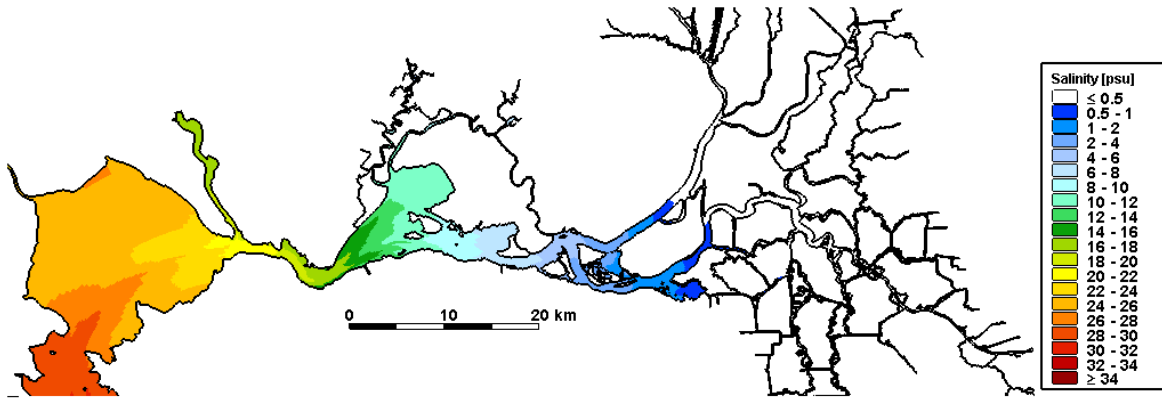 Salinity [psu]
≤ 0.5
0.5 - 1
1 - 2
2 - 4
4 - 6
6 - 8
8 - 10
10 - 12
12 - 14
14 - 16
16 - 18
18 - 20
20 - 22
22 - 24
24 - 26
26 - 28
28 - 30
30 - 32
32 - 34
≥ 34
0 10 20 km